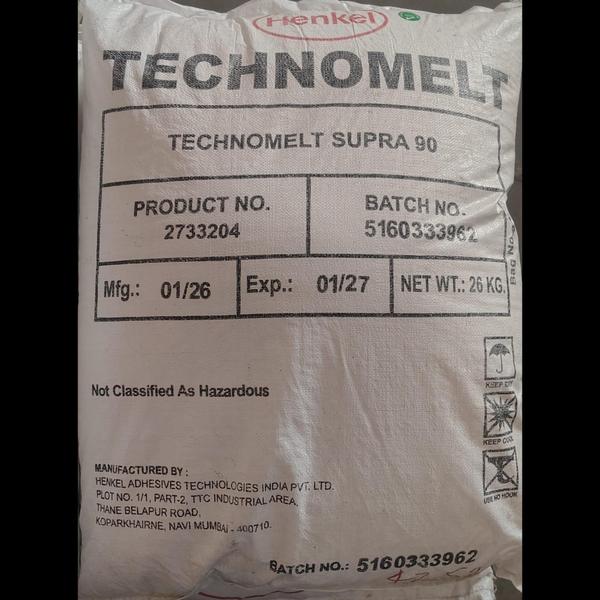 Henkel
TECHNOMELT
TECHNOMELT SUPRA 90
PRODUCT NO.
2733204
BATCH NO.
5160333962
Mfg.: 01/26
Exp.: 01/27
NET WT.: 26 KG.
Bag No.
Not Classified As Hazardous
KEEP DRY
KEEP COOL
USE NO HOOK
MANUFACTURED BY :
HENKEL ADHESIVES TECHNOLOGIES INDIA PVT. LTD.
PLOT NO. 1/1, PART-2, TTC INDUSTRIAL AREA,
THANE BELAPUR ROAD,
KOPARKHAIRNE, NAVI MUMBAI - 400710.
BATCH NO.: 5160333962